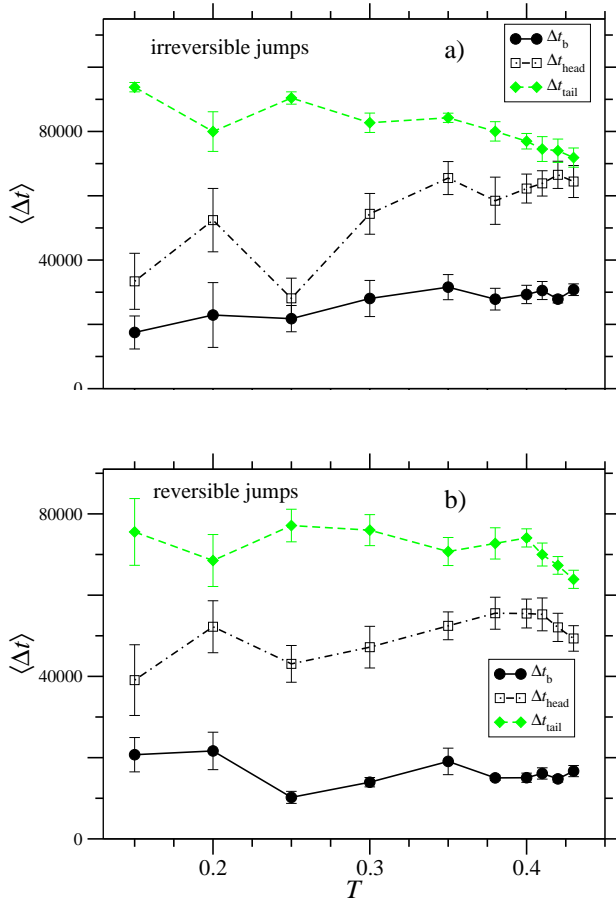 irreversible jumps
a)
Δt_b
Δt_head
Δt_tail
80000
40000
0
⟨Δt⟩
reversible jumps
b)
80000
40000
0
⟨Δt⟩
Δt_b
Δt_head
Δt_tail
0.2 0.3 0.4
T